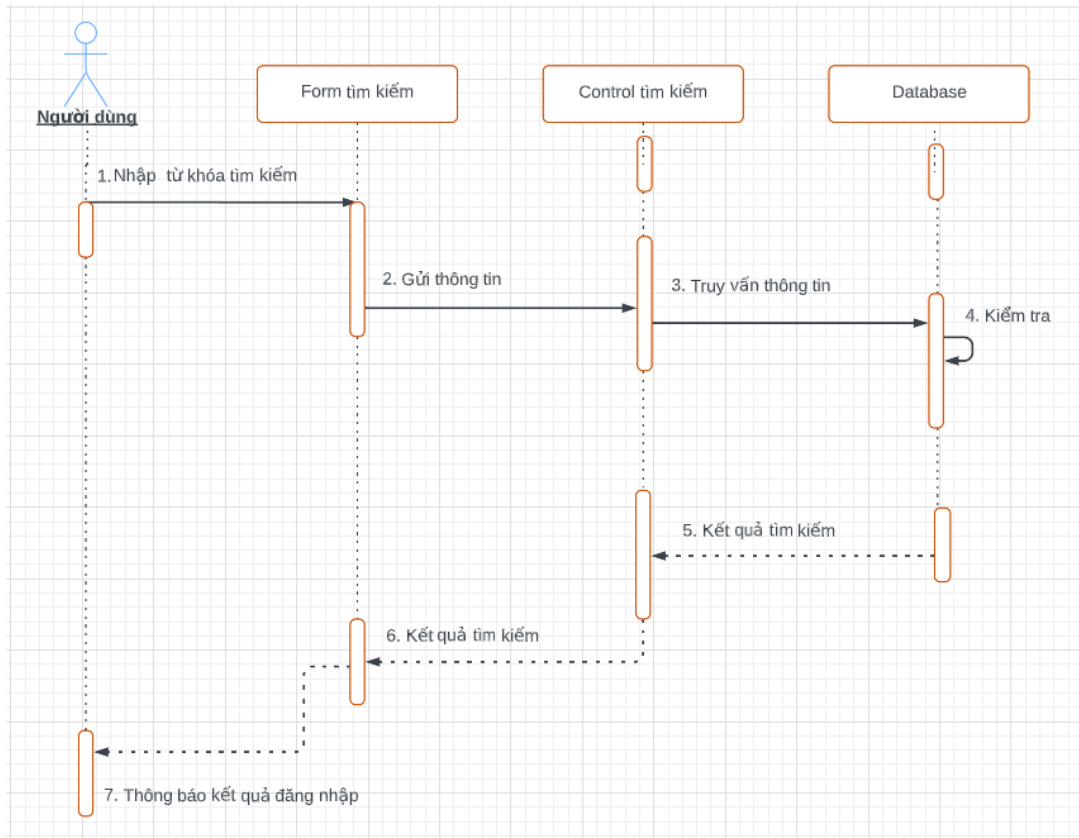 Người dùng
Form tìm kiếm
Control tìm kiếm
Database
1.Nhập từ khóa tìm kiếm
2. Gửi thông tin
3. Truy vấn thông tin
4. Kiểm tra
5. Kết quả tìm kiếm
6. Kết quả tìm kiếm
7. Thông báo kết quả đăng nhập